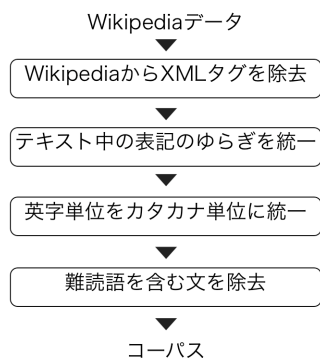 Wikipediaデータ
WikipediaからXMLタグを除去
テキスト中の表記のゆらぎを統一
英字単位をカタカナ単位に統一
難読語を含む文を除去
コーパス